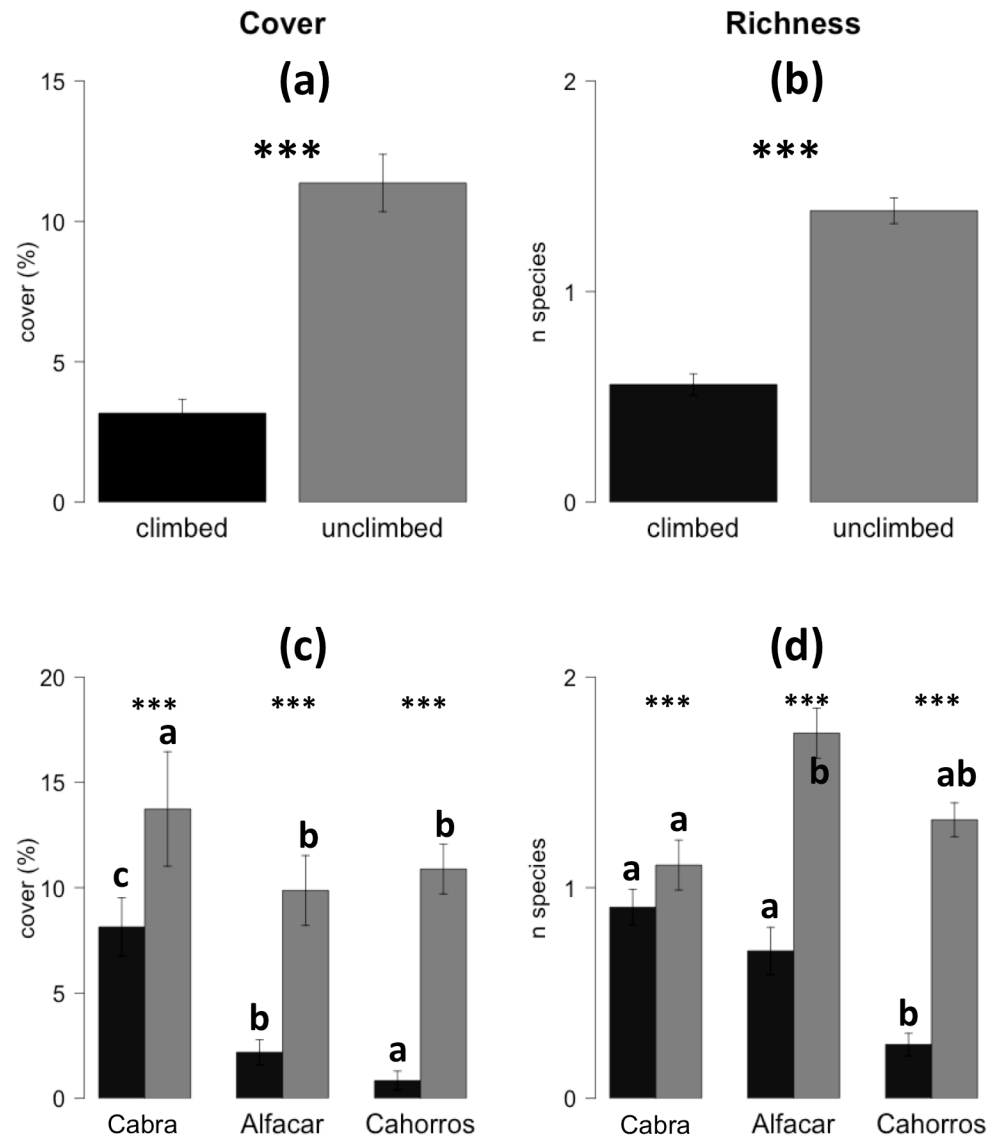 Cover
Richness
(a)
(b)
15
10
5
0
cover (%)
***
climbed
unclimbed
2
1
0
n species
***
climbed
unclimbed
(c)
(d)
20
15
10
5
0
cover (%)
*** *** ***
c a b b a b
Cabra Alfacar Cahorros
2
1
0
n species
*** *** ***
a a a b b ab
Cabra Alfacar Cahorros